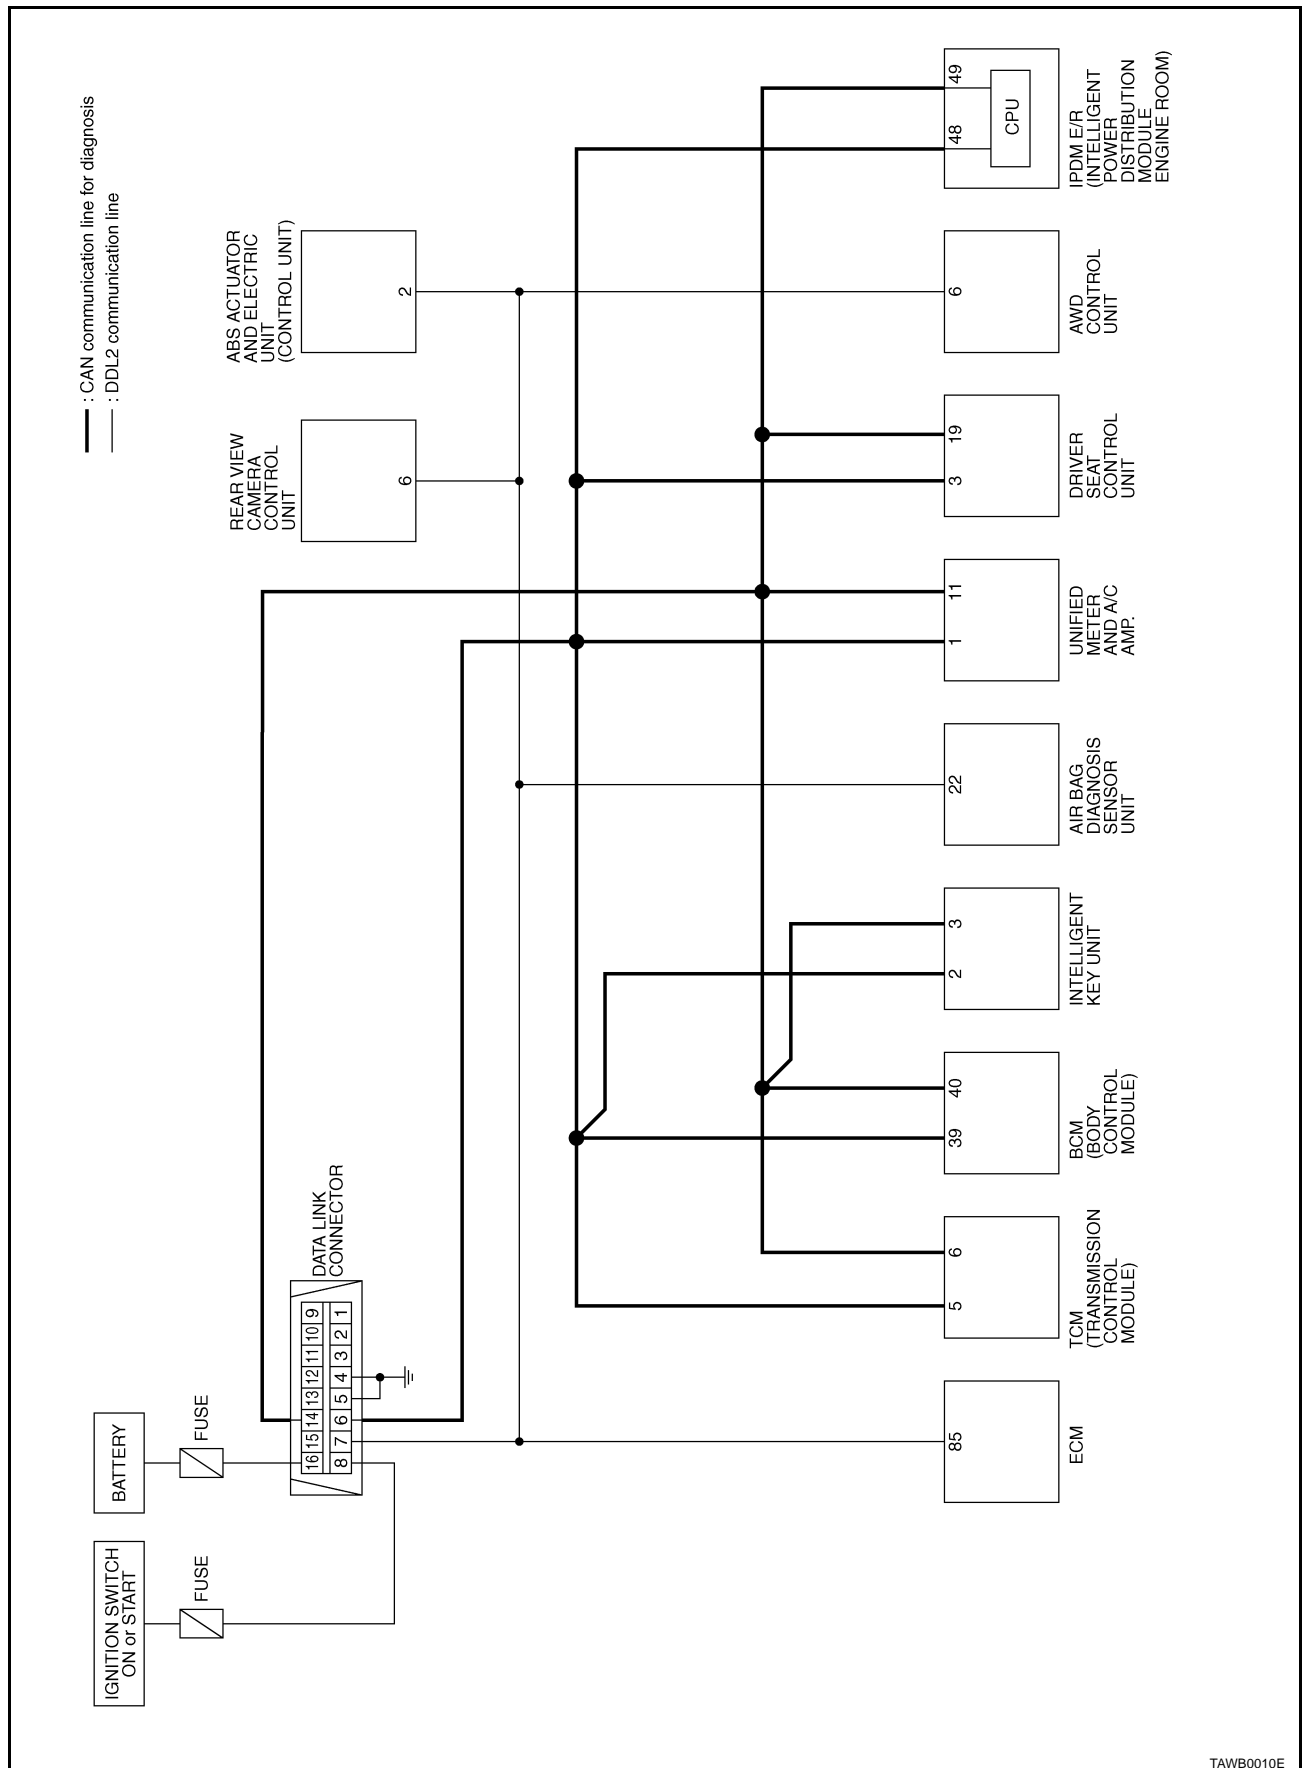 : CAN communication line for diagnosis
: DDL2 communication line
IGNITION SWITCH
ON or START
BATTERY
FUSE
FUSE
DATA LINK
CONNECTOR
16 15 14 13 12 11 10 9
8 7 6 5 4 3 2 1
REAR VIEW
CAMERA
CONTROL
UNIT
6
ABS ACTUATOR
AND ELECTRIC
UNIT
(CONTROL UNIT)
2
85
ECM
5 6
TCM
(TRANSMISSION
CONTROL
MODULE)
39 40
BCM
(BODY
CONTROL
MODULE)
2 3
INTELLIGENT
KEY UNIT
22
AIR BAG
DIAGNOSIS
SENSOR
UNIT
1 11
UNIFIED
METER
AND A/C
AMP.
3 19
DRIVER
SEAT
CONTROL
UNIT
6
AWD
CONTROL
UNIT
48 49
CPU
IPDM E/R
(INTELLIGENT
POWER
DISTRIBUTION
MODULE
ENGINE ROOM)
TAWB0010E